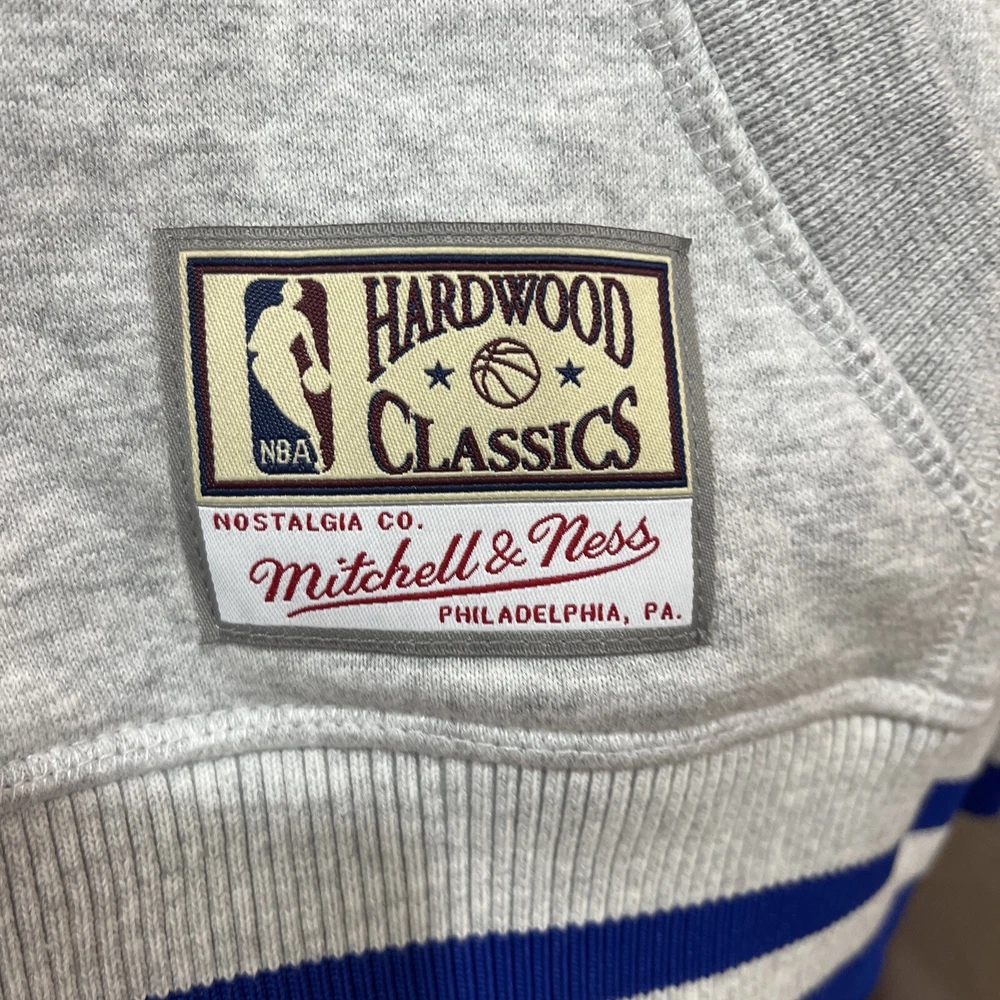 NBA
HARDWOOD
CLASSICS
NOSTALGIA CO.
Mitchell & Ness
PHILADELPHIA, PA.